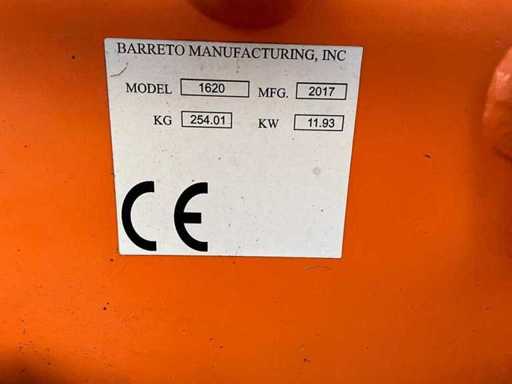 BARRETO MANUFACTURING, INC
MODEL 1620 MFG. 2017
KG 254.01 KW 11.93
CE